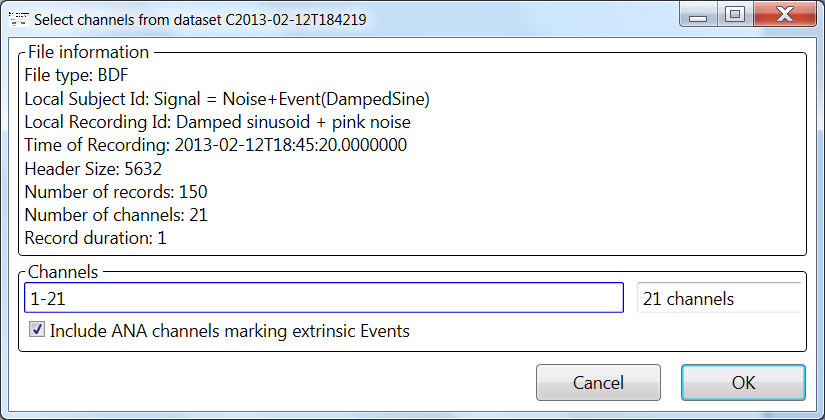 Select channels from dataset C2013-02-12T184219
File information
File type: BDF
Local Subject Id: Signal = Noise+Event(DampedSine)
Local Recording Id: Damped sinusoid + pink noise
Time of Recording: 2013-02-12T18:45:20.0000000
Header Size: 5632
Number of records: 150
Number of channels: 21
Record duration: 1
Channels
1-21
21 channels
Include ANA channels marking extrinsic Events
Cancel
OK